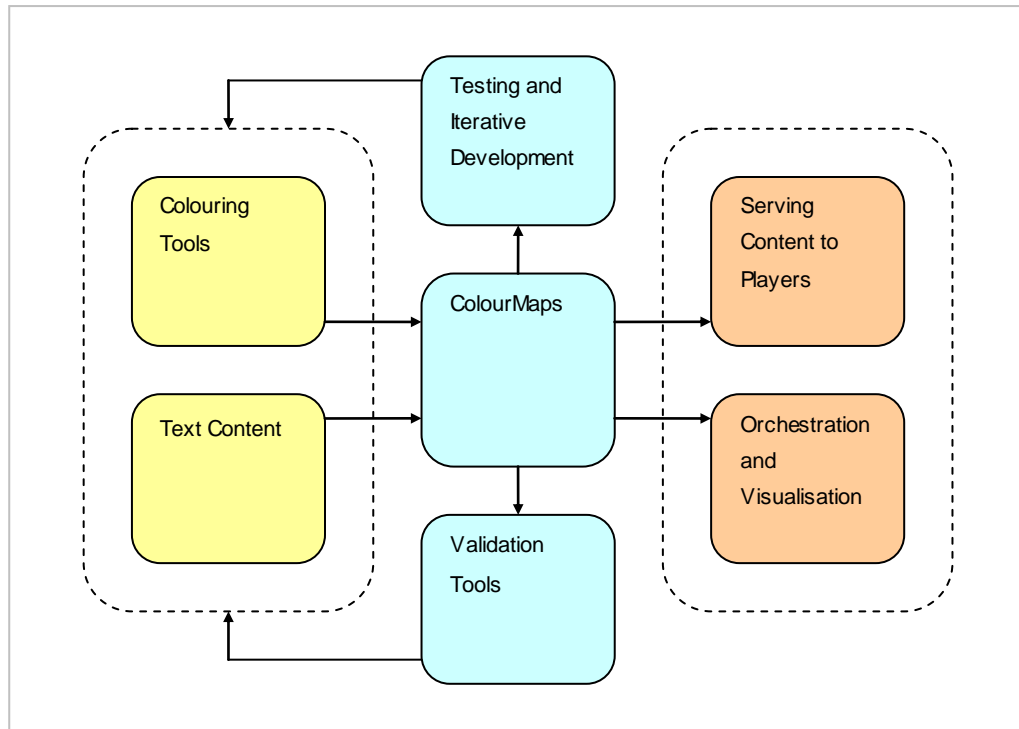 Testing and
Iterative
Development
Colouring
Tools
Serving
Content to
Players
ColourMaps
Text Content
Orchestration
and
Visualisation
Validation
Tools